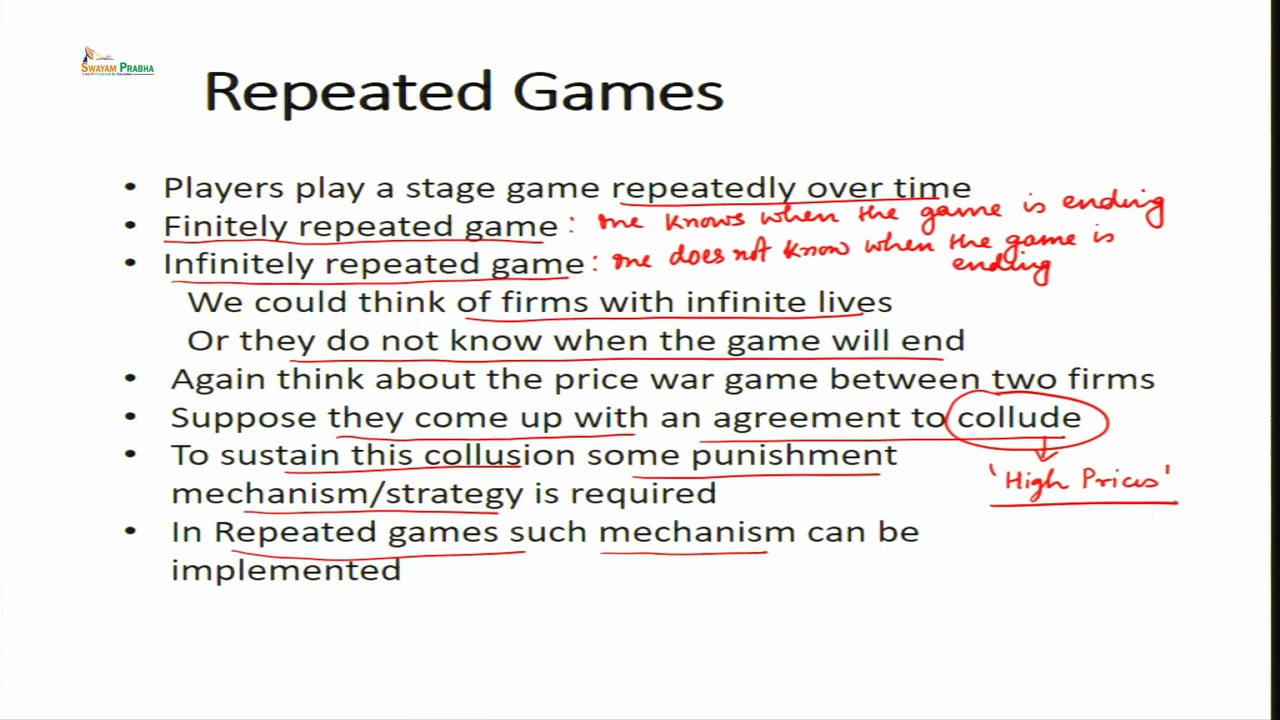 SWAYAM PRABHA
Repeated Games
• Players play a stage game repeatedly over time
• Finitely repeated game : one knows when the game is ending
• Infinitely repeated game : one does not know when the game is
ending
We could think of firms with infinite lives
Or they do not know when the game will end
• Again think about the price war game between two firms
• Suppose they come up with an agreement to collude
• To sustain this collusion some punishment
'High Prices'
mechanism/strategy is required
• In Repeated games such mechanism can be
implemented